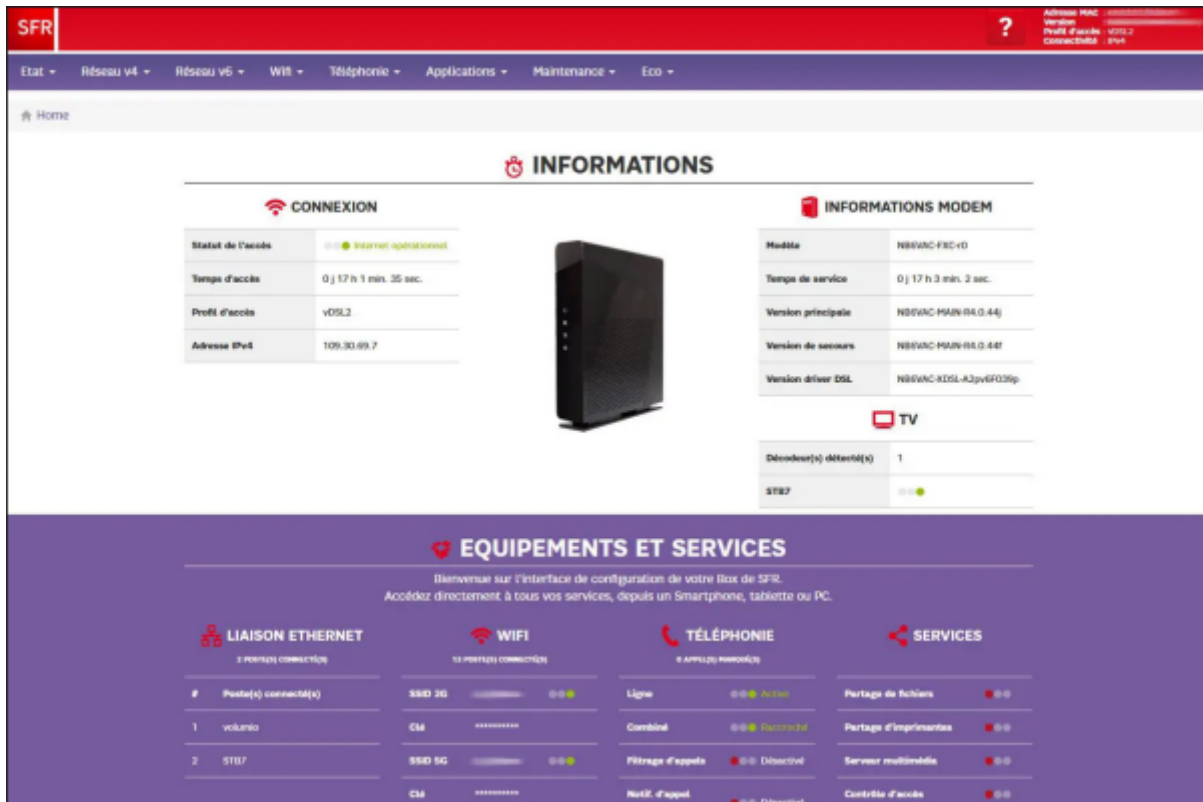 SFR
?
Adresse MAC :
Version
Profil d'accès : VDSL2
Connectivité : IPv4
Etat Réseau v4 Réseau v6 Wifi Téléphonie Applications Maintenance Eco
Home
INFORMATIONS
CONNEXION
Statut de l'accès Internet opérationnel
Temps d'accès 0 j 17 h 1 min. 35 sec.
Profil d'accès vDSL2
Adresse IPv4 109.30.69.7
INFORMATIONS MODEM
Modèle NB6VAC-FXC-r0
Temps de service 0 j 17 h 3 min. 2 sec.
Version principale NB6VAC-MAIN-R4.0.44j
Version de secours NB6VAC-MAIN-R4.0.44f
Version driver DSL NB6VAC-XDSL-A2pv6F039p
TV
Décodeur(s) détecté(s) 1
STB7
EQUIPEMENTS ET SERVICES
Bienvenue sur l'interface de configuration de votre Box de SFR.
Accédez directement à tous vos services, depuis un Smartphone, tablette ou PC.
LIAISON ETHERNET
2 POSTE(S) CONNECTÉ(S)
# Poste(s) connecté(s)
1 volumio
2 STB7
WIFI
13 POSTE(S) CONNECTÉ(S)
SSID 2G
Clé **********
SSID 5G
Clé **********
TÉLÉPHONIE
0 APPEL(S) MANQUÉ(S)
Ligne Active
Combiné Raccroché
Filtrage d'appels Désactivé
Notif. d'appel
Désactivé
SERVICES
Partage de fichiers
Partage d'imprimantes
Serveur multimédia
Contrôle d'accès